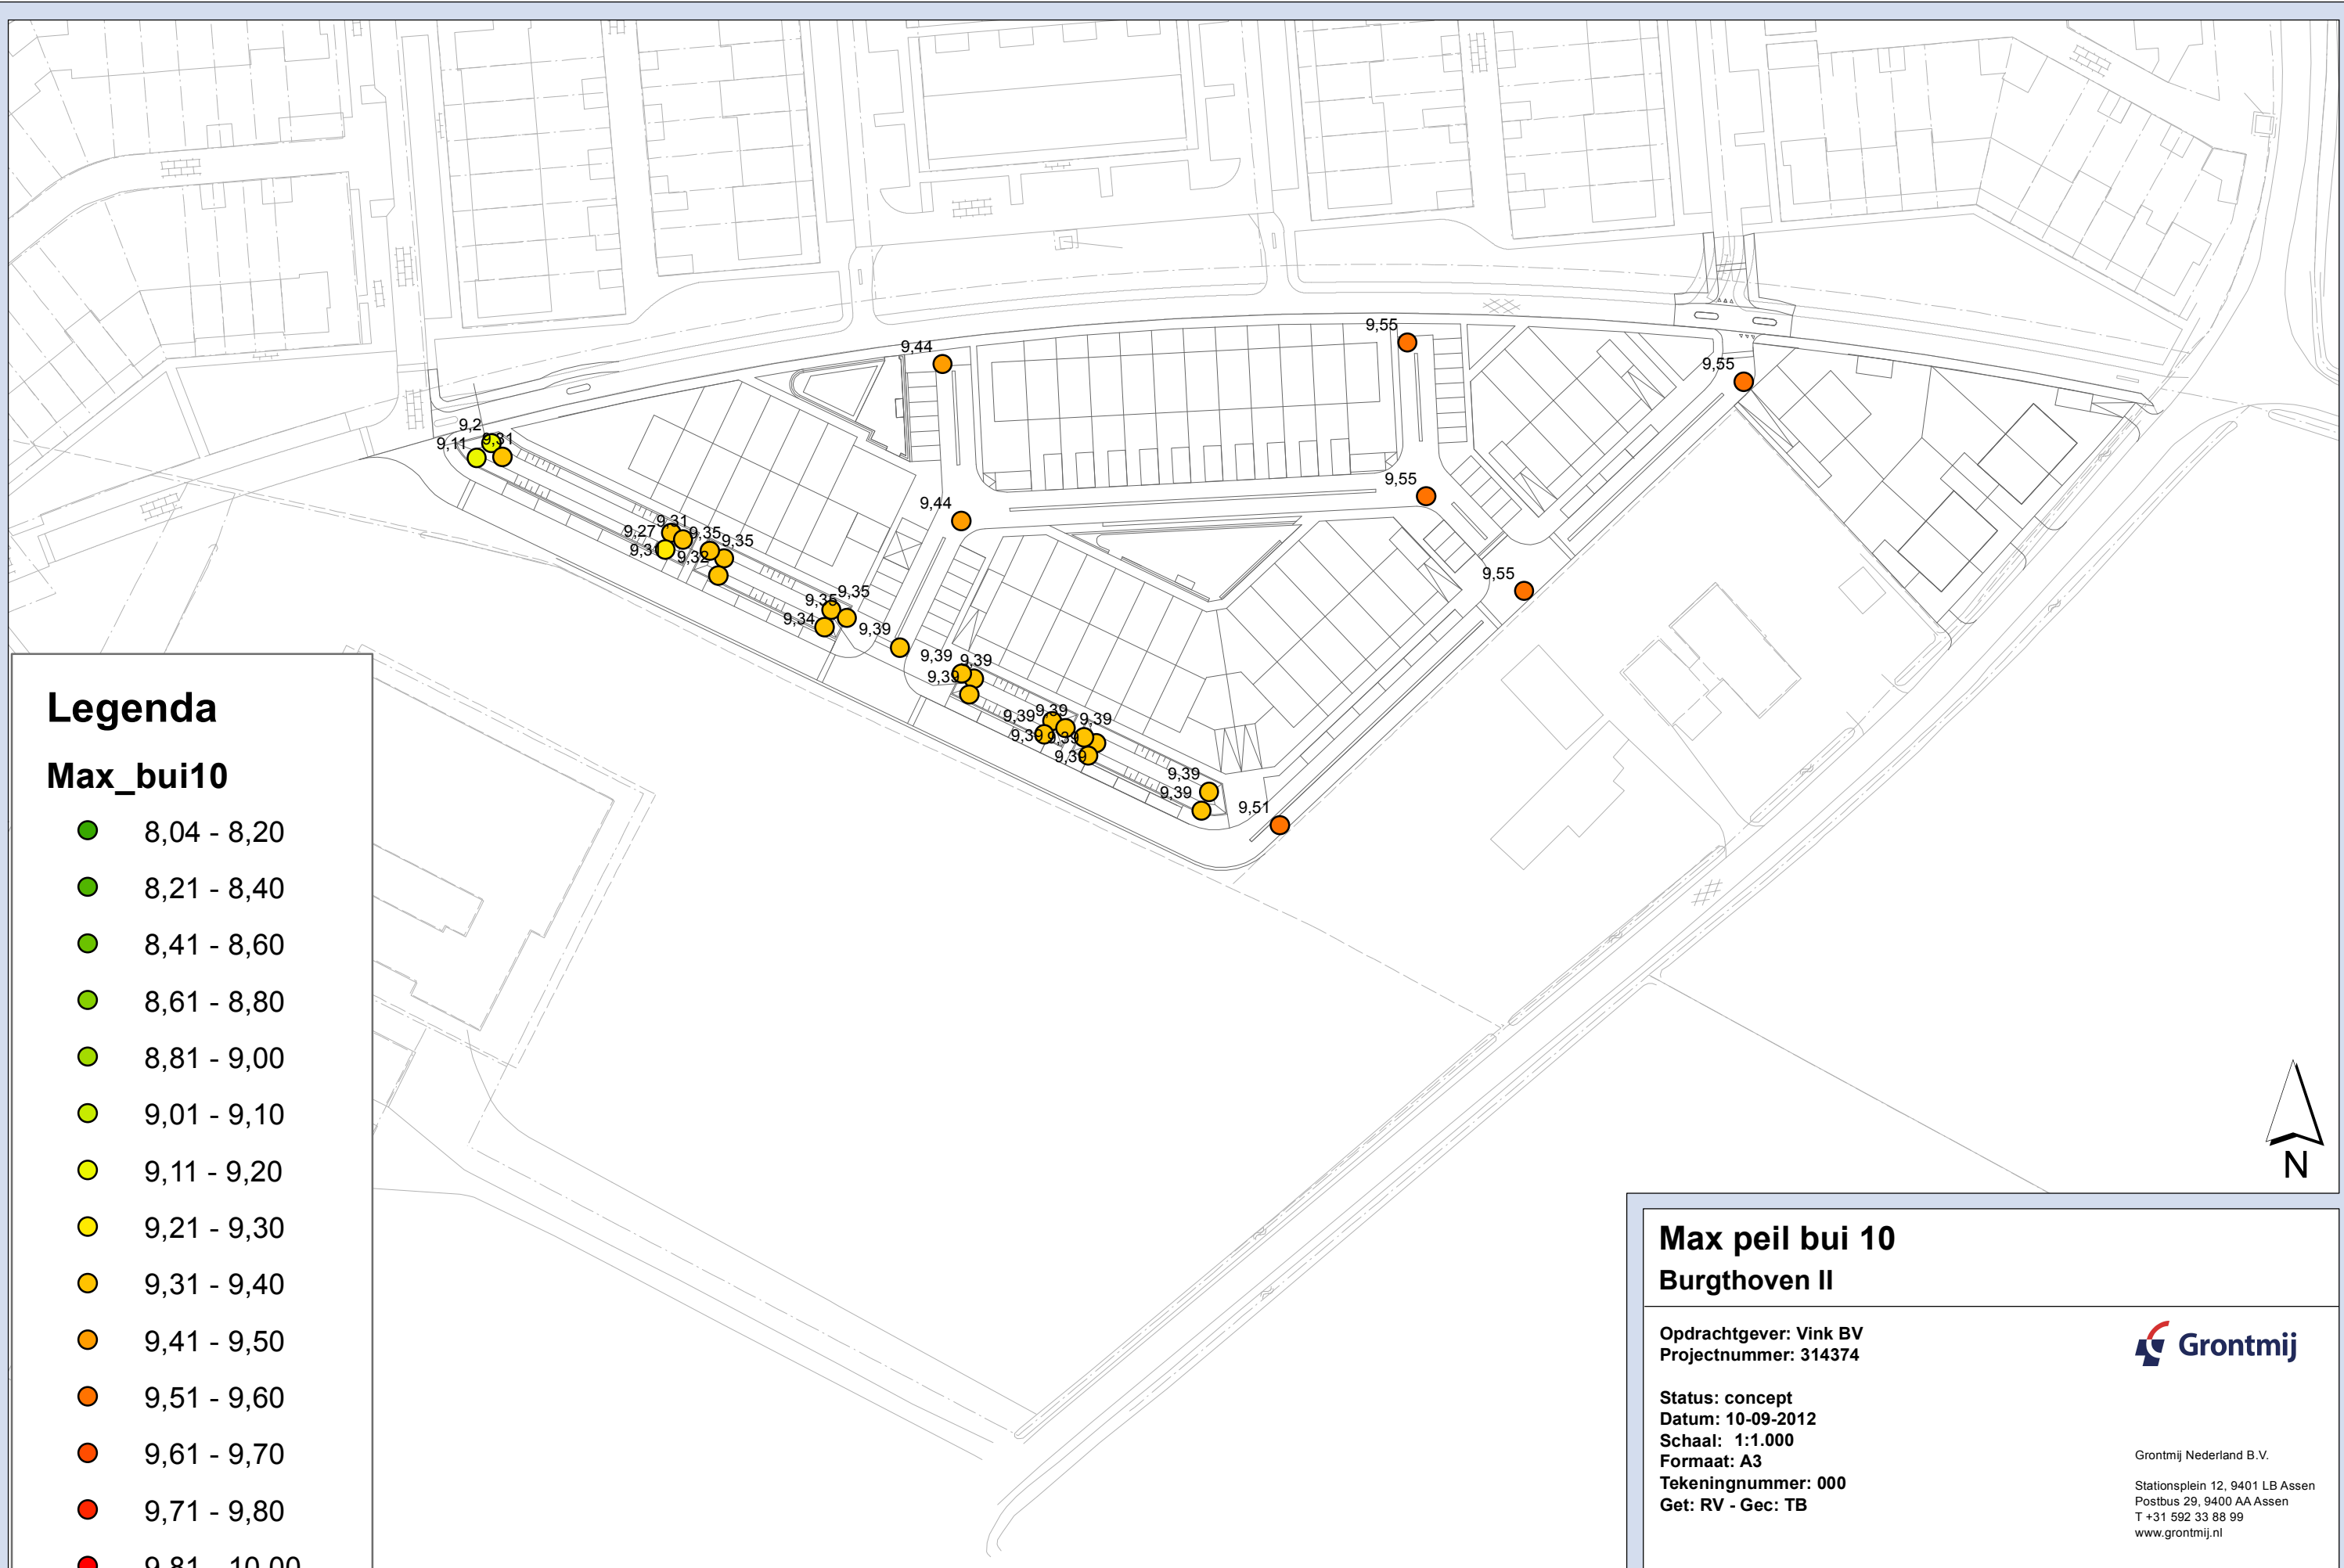 9,55
9,44
9,55
9,2
9,31
9,11
9,55
9,44
9,31
9,27
9,35
9,35
9,31
9,32
9,55
9,35
9,35
9,34
9,39
9,39
9,39
9,39
9,39
9,39
9,39
9,39
9,39
9,39
9,39
9,39
9,51
Legenda
Max_bui10
8,04 - 8,20
8,21 - 8,40
8,41 - 8,60
8,61 - 8,80
8,81 - 9,00
9,01 - 9,10
9,11 - 9,20
9,21 - 9,30
9,31 - 9,40
9,41 - 9,50
9,51 - 9,60
9,61 - 9,70
9,71 - 9,80
9,81 - 10,00
N
Max peil bui 10
Burgthoven II
Opdrachtgever: Vink BV
Projectnummer: 314374
Status: concept
Datum: 10-09-2012
Schaal: 1:1.000
Formaat: A3
Tekeningnummer: 000
Get: RV - Gec: TB
Grontmij
Grontmij Nederland B.V.
Stationsplein 12, 9401 LB Assen
Postbus 29, 9400 AA Assen
T +31 592 33 88 99
www.grontmij.nl